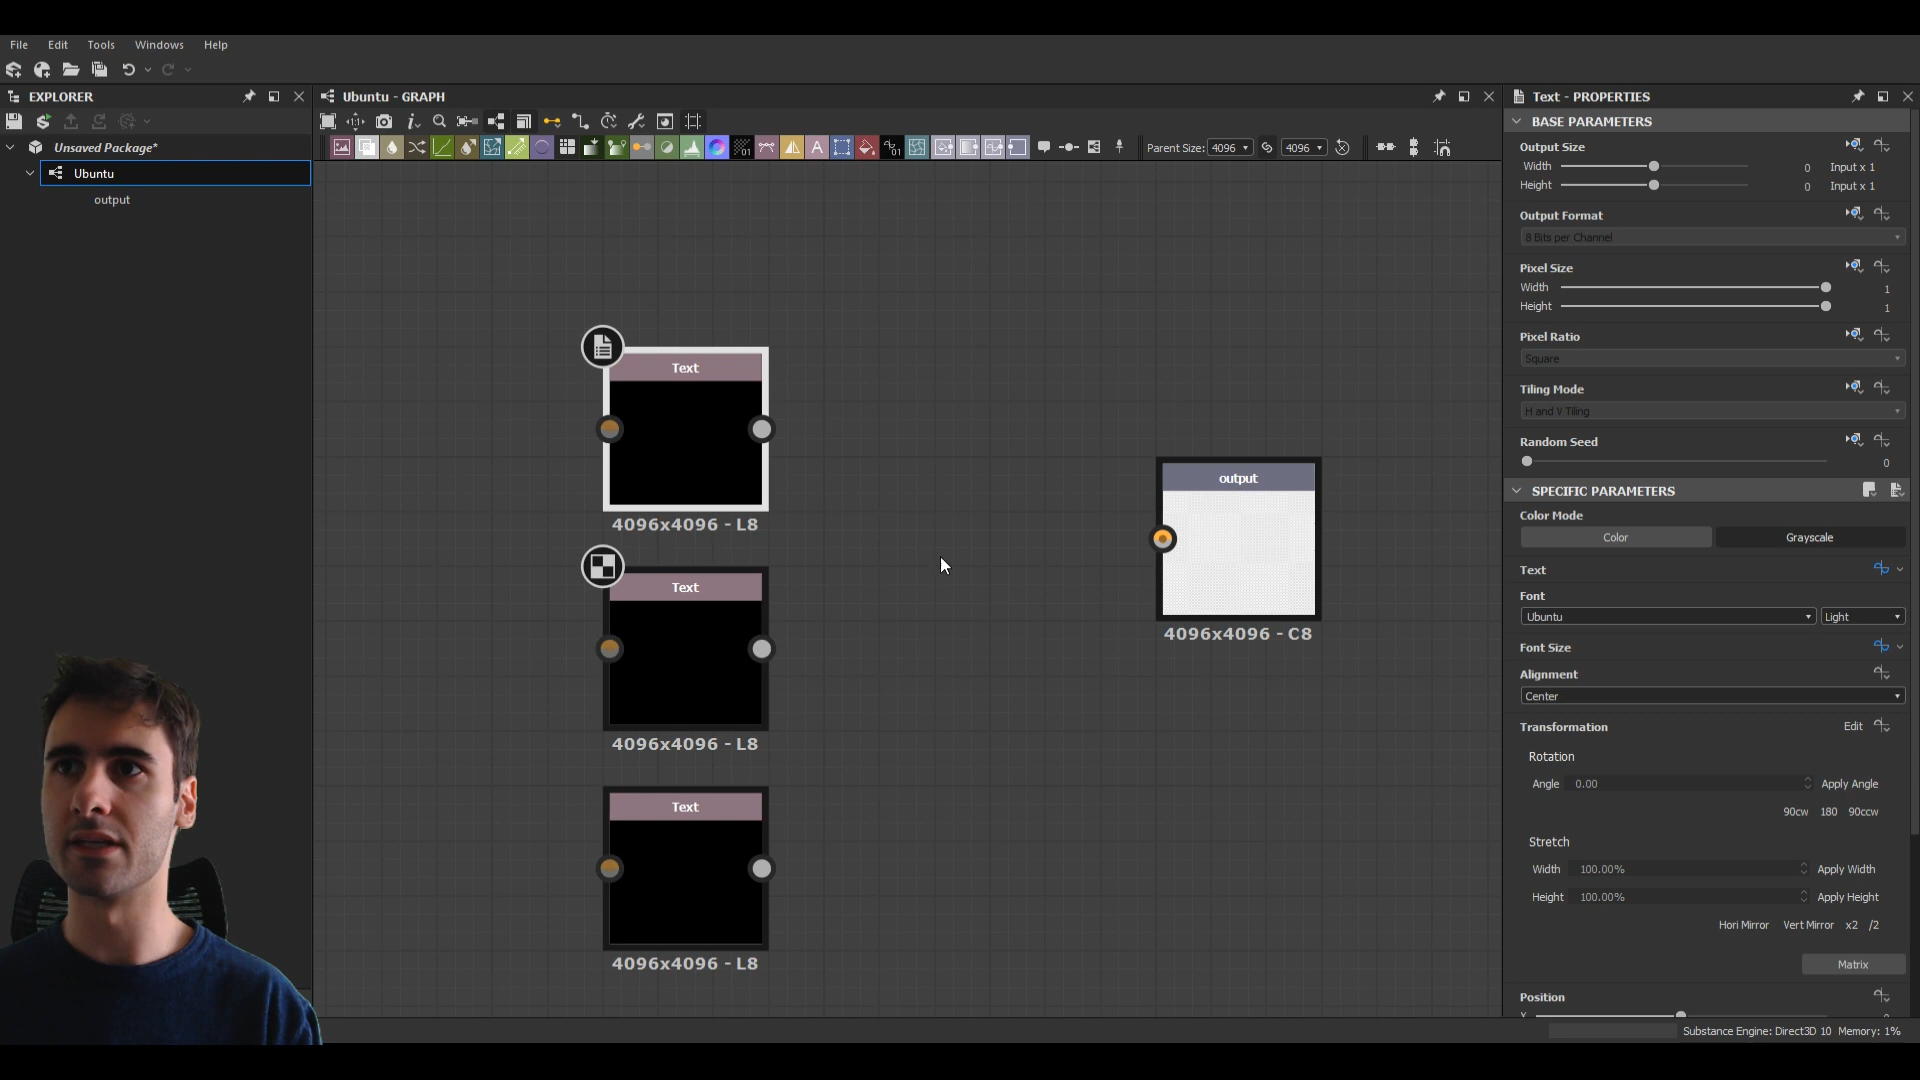 File Edit Tools Windows Help
EXPLORER
Ubuntu - GRAPH
Text - PROPERTIES
BASE PARAMETERS
Unsaved Package*
Parent Size: 4096 4096
Output Size
Width 0 Input x 1
Ubuntu
Height 0 Input x 1
output
Output Format
8 Bits per Channel
Pixel Size
Width 1
Height 1
Pixel Ratio
Square
Text
Tiling Mode
H and V Tiling
Random Seed
0
output
SPECIFIC PARAMETERS
Color Mode
4096x4096 - L8
Color Grayscale
Text
Text
Font
Ubuntu Light
4096x4096 - C8
Font Size
Alignment
Center
Transformation Edit
4096x4096 - L8
Rotation
Angle 0.00 Apply Angle
Text
90cw 180 90ccw
Stretch
Width 100.00% Apply Width
Height 100.00% Apply Height
Hori Mirror Vert Mirror x2 /2
4096x4096 - L8
Matrix
Position
Substance Engine: Direct3D 10 Memory: 1%